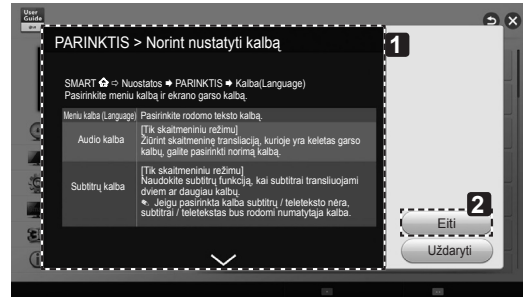 User
Guide
PARINKTIS > Norint nustatyti kalbą
1
SMART ⇨ Nuostatos ➡ PARINKTIS ➡ Kalba(Language)
Pasirinkite meniu kalbą ir ekrano garso kalbą.
Meniu kalba (Language) Pasirinkite rodomo teksto kalbą.
Audio kalba
[Tik skaitmeniniu režimu]
Žiūrint skaitmeninę transliaciją, kurioje yra keletas garso
kalbų, galite pasirinkti norimą kalbą.
Subtitrų kalba
[Tik skaitmeniniu režimu]
Naudokite subtitrų funkciją, kai subtitrai transliuojami
dviem ar daugiau kalbų.
Jeigu pasirinkta kalba subtitrų / teleteksto nėra,
subtitrai / teletekstas bus rodomi numatytąja kalba.
2
Eiti
Uždaryti